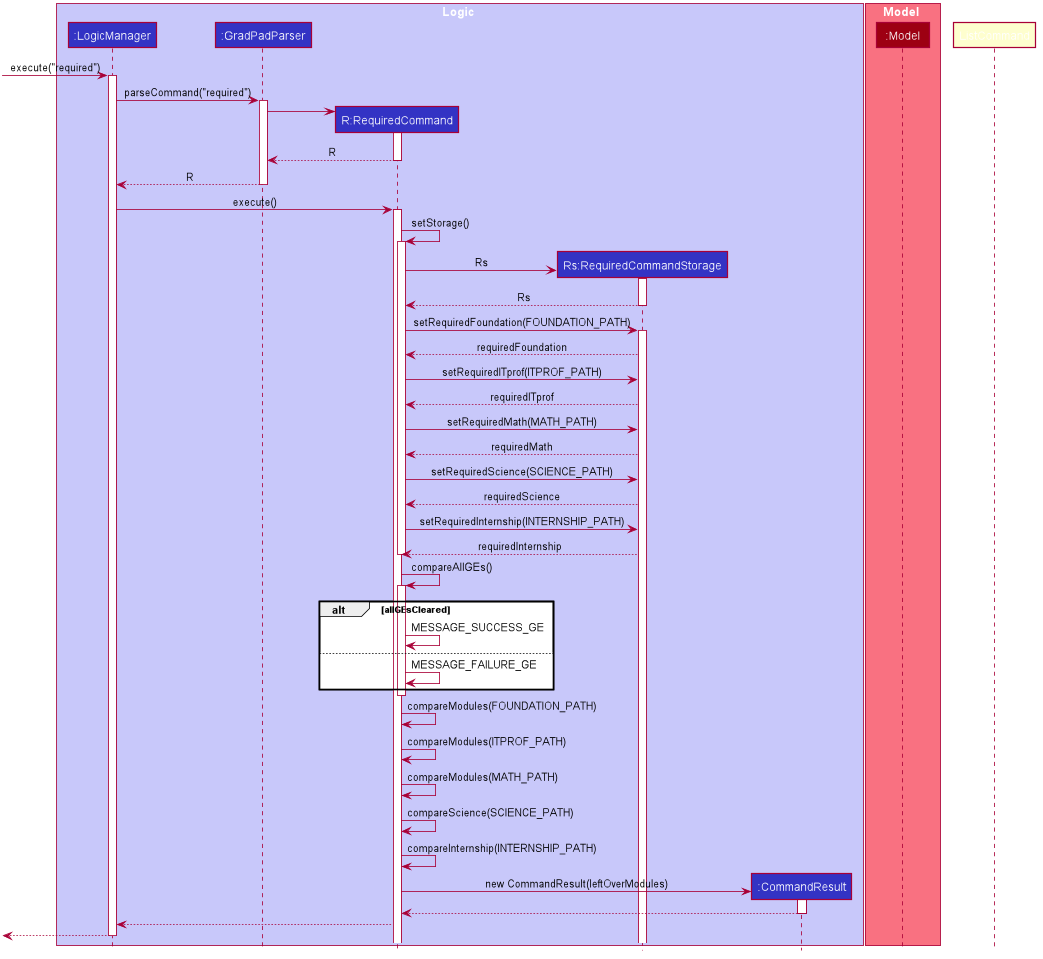 Logic
Model
:LogicManager
:GradPadParser
:Model
execute("required")
parseCommand("required")
R:RequiredCommand
R
R
execute()
setStorage()
Rs
Rs:RequiredCommandStorage
Rs
setRequiredFoundation(FOUNDATION_PATH)
requiredFoundation
setRequiredITprof(ITPROF_PATH)
requiredITprof
setRequiredMath(MATH_PATH)
requiredMath
setRequiredScience(SCIENCE_PATH)
requiredScience
setRequiredInternship(INTERNSHIP_PATH)
requiredInternship
compareAllGEs()
alt
[allGEsCleared]
MESSAGE_SUCCESS_GE
MESSAGE_FAILURE_GE
compareModules(FOUNDATION_PATH)
compareModules(ITPROF_PATH)
compareModules(MATH_PATH)
compareScience(SCIENCE_PATH)
compareInternship(INTERNSHIP_PATH)
new CommandResult(leftOverModules)
:CommandResult